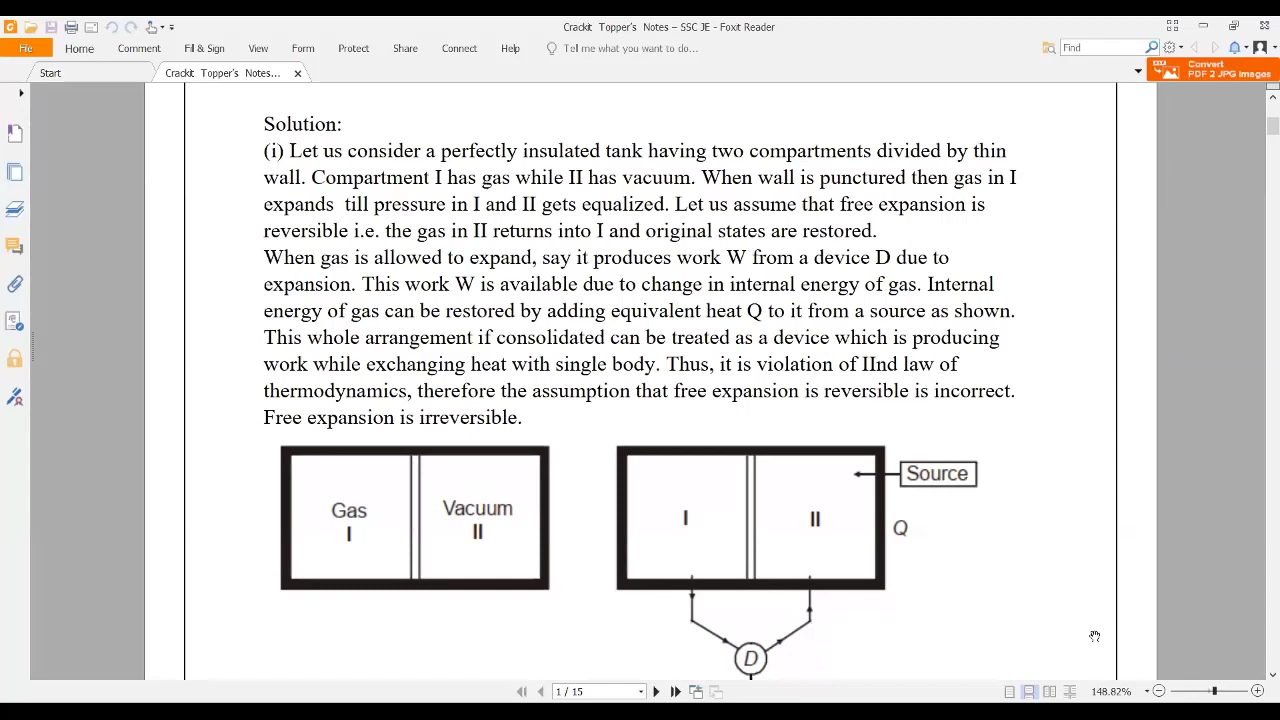 Crackit Topper's Notes – SSC JE - Foxit Reader
File Home Comment Fill & Sign View Form Protect Share Connect Help Tell me what you want to do... Find
Start Crackit Topper's Notes... Convert
PDF 2 JPG Images
Solution:
(i) Let us consider a perfectly insulated tank having two compartments divided by thin
wall. Compartment I has gas while II has vacuum. When wall is punctured then gas in I
expands till pressure in I and II gets equalized. Let us assume that free expansion is
reversible i.e. the gas in II returns into I and original states are restored.
When gas is allowed to expand, say it produces work W from a device D due to
expansion. This work W is available due to change in internal energy of gas. Internal
energy of gas can be restored by adding equivalent heat Q to it from a source as shown.
This whole arrangement if consolidated can be treated as a device which is producing
work while exchanging heat with single body. Thus, it is violation of IInd law of
thermodynamics, therefore the assumption that free expansion is reversible is incorrect.
Free expansion is irreversible.
Source
Gas Vacuum
I II I II
Q
D
1 / 15 148.82%